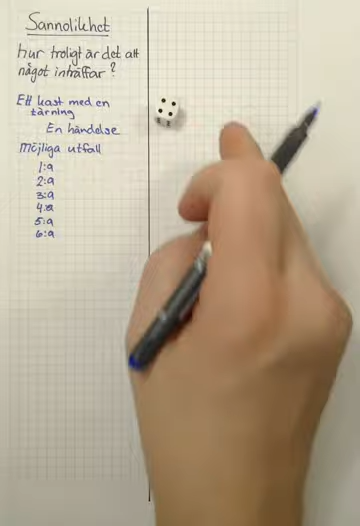 Sannolikhet
hur troligt är det att
något inträffar?
Ett kast med en
tärning
En händelse
Möjliga utfall
1:a
2:a
3:a
4:a
5:a
6:a